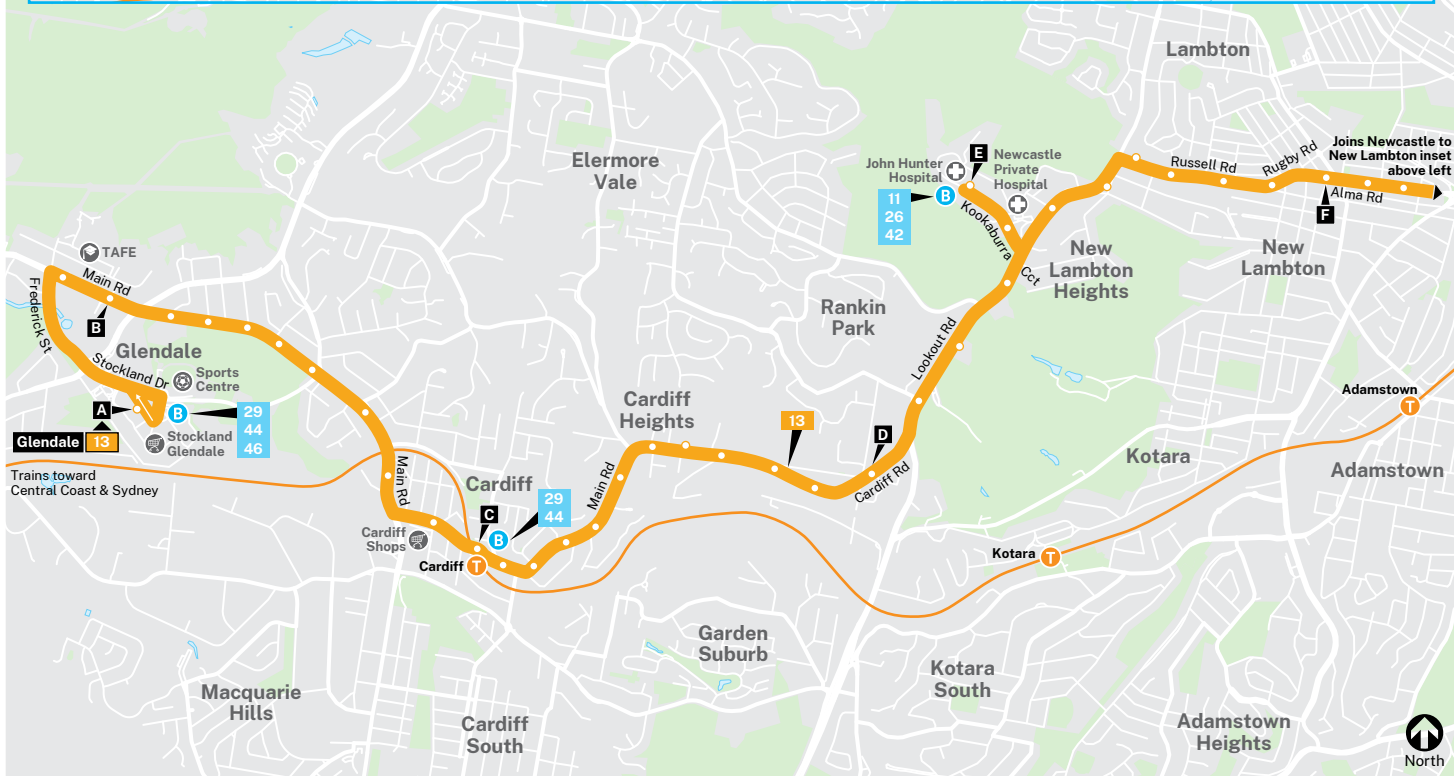 Lambton
Joins Newcastle to
New Lambton inset
above left
Elermore
Vale
John Hunter
Hospital
E
Newcastle
Private
Hospital
B
11
26
42
Kookaburra
Cct
Russell Rd
Rugby Rd
Alma Rd
F
New
Lambton
Heights
New
Lambton
TAFE
Main Rd
Frederick St
B
Glendale
Stockland Dr
Sports
Centre
A
B
29
44
46
Glendale 13
Stockland
Glendale
Trains toward
Central Coast & Sydney
Rankin
Park
Lookout Rd
Cardiff
Heights
13
D
Cardiff Rd
Adamstown
T
Kotara
Adamstown
Main Rd
Cardiff
29
44
C
B
Main Rd
Cardiff
Shops
Cardiff T
Kotara T
Garden
Suburb
Kotara
South
Macquarie
Hills
Cardiff
South
Adamstown
Heights
North